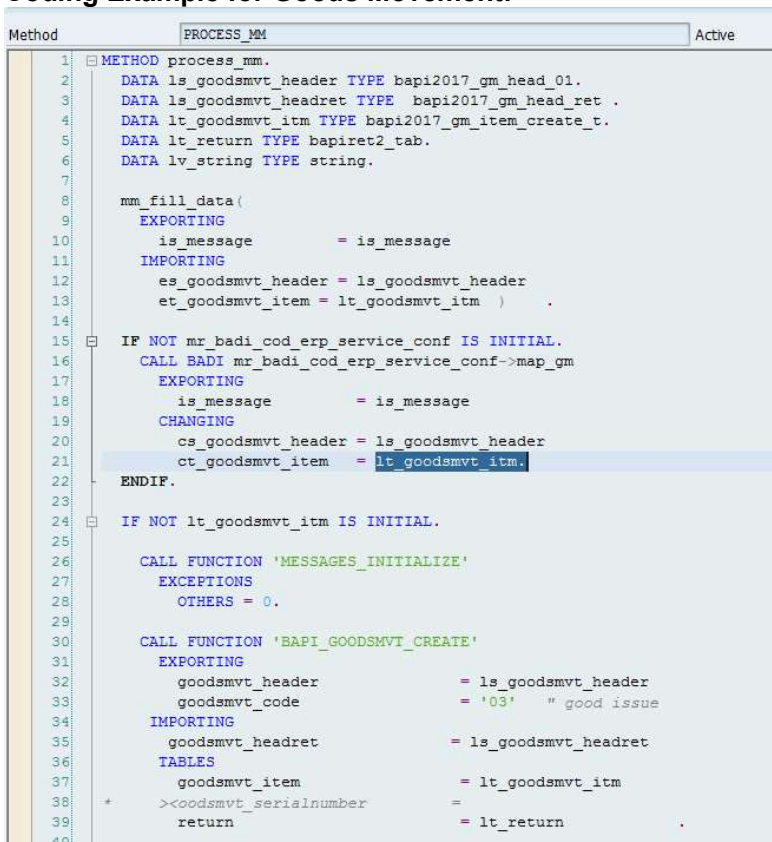 Coding Example for Goods Movement:
Method PROCESS_MM Active
1 METHOD process_mm.
2 DATA ls_goodsmvt_header TYPE bapi2017_gm_head_01.
3 DATA ls_goodsmvt_headret TYPE bapi2017_gm_head_ret .
4 DATA lt_goodsmvt_itm TYPE bapi2017_gm_item_create_t.
5 DATA lt_return TYPE bapiret2_tab.
6 DATA lv_string TYPE string.
7
8 mm_fill_data(
9 EXPORTING
10 is_message = is_message
11 IMPORTING
12 es_goodsmvt_header = ls_goodsmvt_header
13 et_goodsmvt_item = lt_goodsmvt_itm ) .
14
15 IF NOT mr_badi_cod_erp_service_conf IS INITIAL.
16 CALL BADI mr_badi_cod_erp_service_conf->map_gm
17 EXPORTING
18 is_message = is_message
19 CHANGING
20 cs_goodsmvt_header = ls_goodsmvt_header
21 ct_goodsmvt_item = lt_goodsmvt_itm.
22 ENDIF.
23
24 IF NOT lt_goodsmvt_itm IS INITIAL.
25
26 CALL FUNCTION 'MESSAGES_INITIALIZE'
27 EXCEPTIONS
28 OTHERS = 0.
29
30 CALL FUNCTION 'BAPI_GOODSMVT_CREATE'
31 EXPORTING
32 goodsmvt_header = ls_goodsmvt_header
33 goodsmvt_code = '03' " good issue
34 IMPORTING
35 goodsmvt_headret = ls_goodsmvt_headret
36 TABLES
37 goodsmvt_item = lt_goodsmvt_itm
38 * ><oodsmvt_serialnumber =
39 return = lt_return .
40